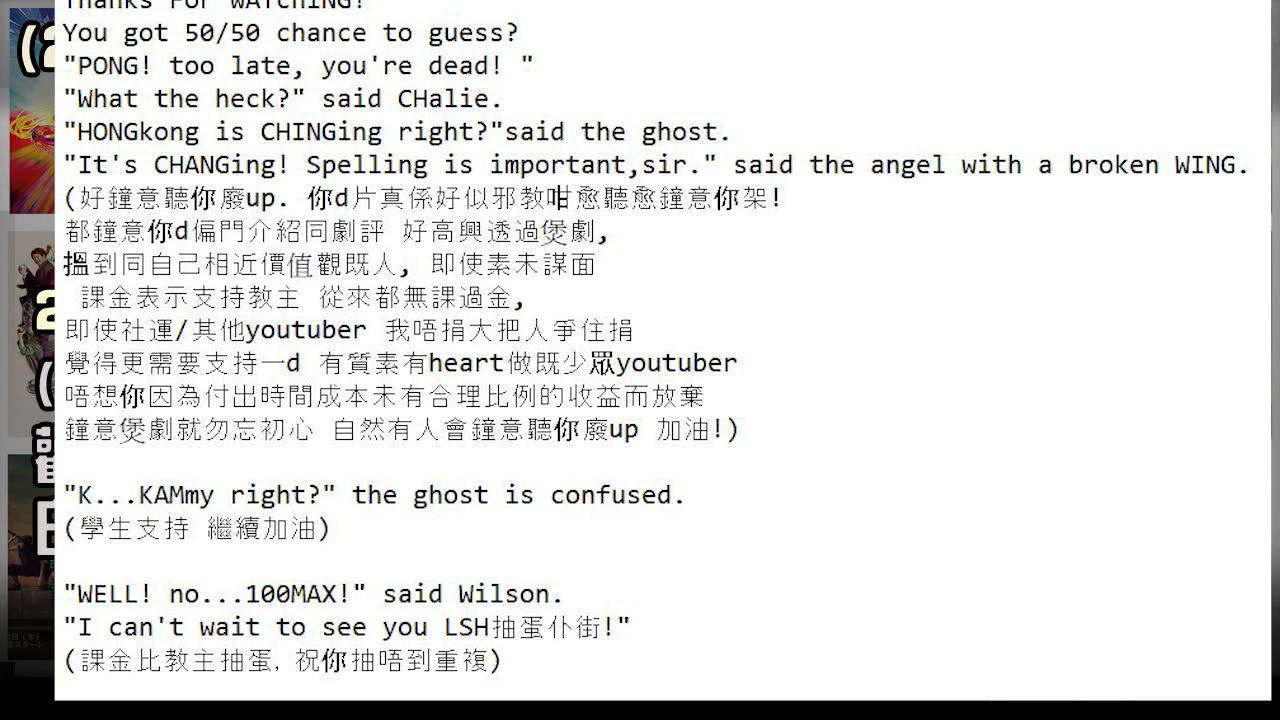 Thanks For WATCHING!
You got 50/50 chance to guess?
"PONG! too late, you're dead! "
"What the heck?" said CHalie.
"HONGkong is CHINGing right?"said the ghost.
"It's CHANGing! Spelling is important,sir." said the angel with a broken WING.
(好鐘意聽你廢up. 你d片真係好似邪教咁愈聽愈鐘意你架!
都鐘意你d偏門介紹同劇評 好高興透過煲劇,
搵到同自己相近價值觀既人, 即使素未謀面
課金表示支持教主 從來都無課過金,
即使社運/其他youtuber 我唔捐大把人爭住捐
覺得更需要支持一d 有質素有heart做既少眾youtuber
唔想你因為付出時間成本未有合理比例的收益而放棄
鐘意煲劇就勿忘初心 自然有人會鐘意聽你廢up 加油!)
"K...KAMmy right?" the ghost is confused.
(學生支持 繼續加油)
"WELL! no...100MAX!" said Wilson.
"I can't wait to see you LSH抽蛋仆街!"
(課金比教主抽蛋, 祝你抽唔到重複)